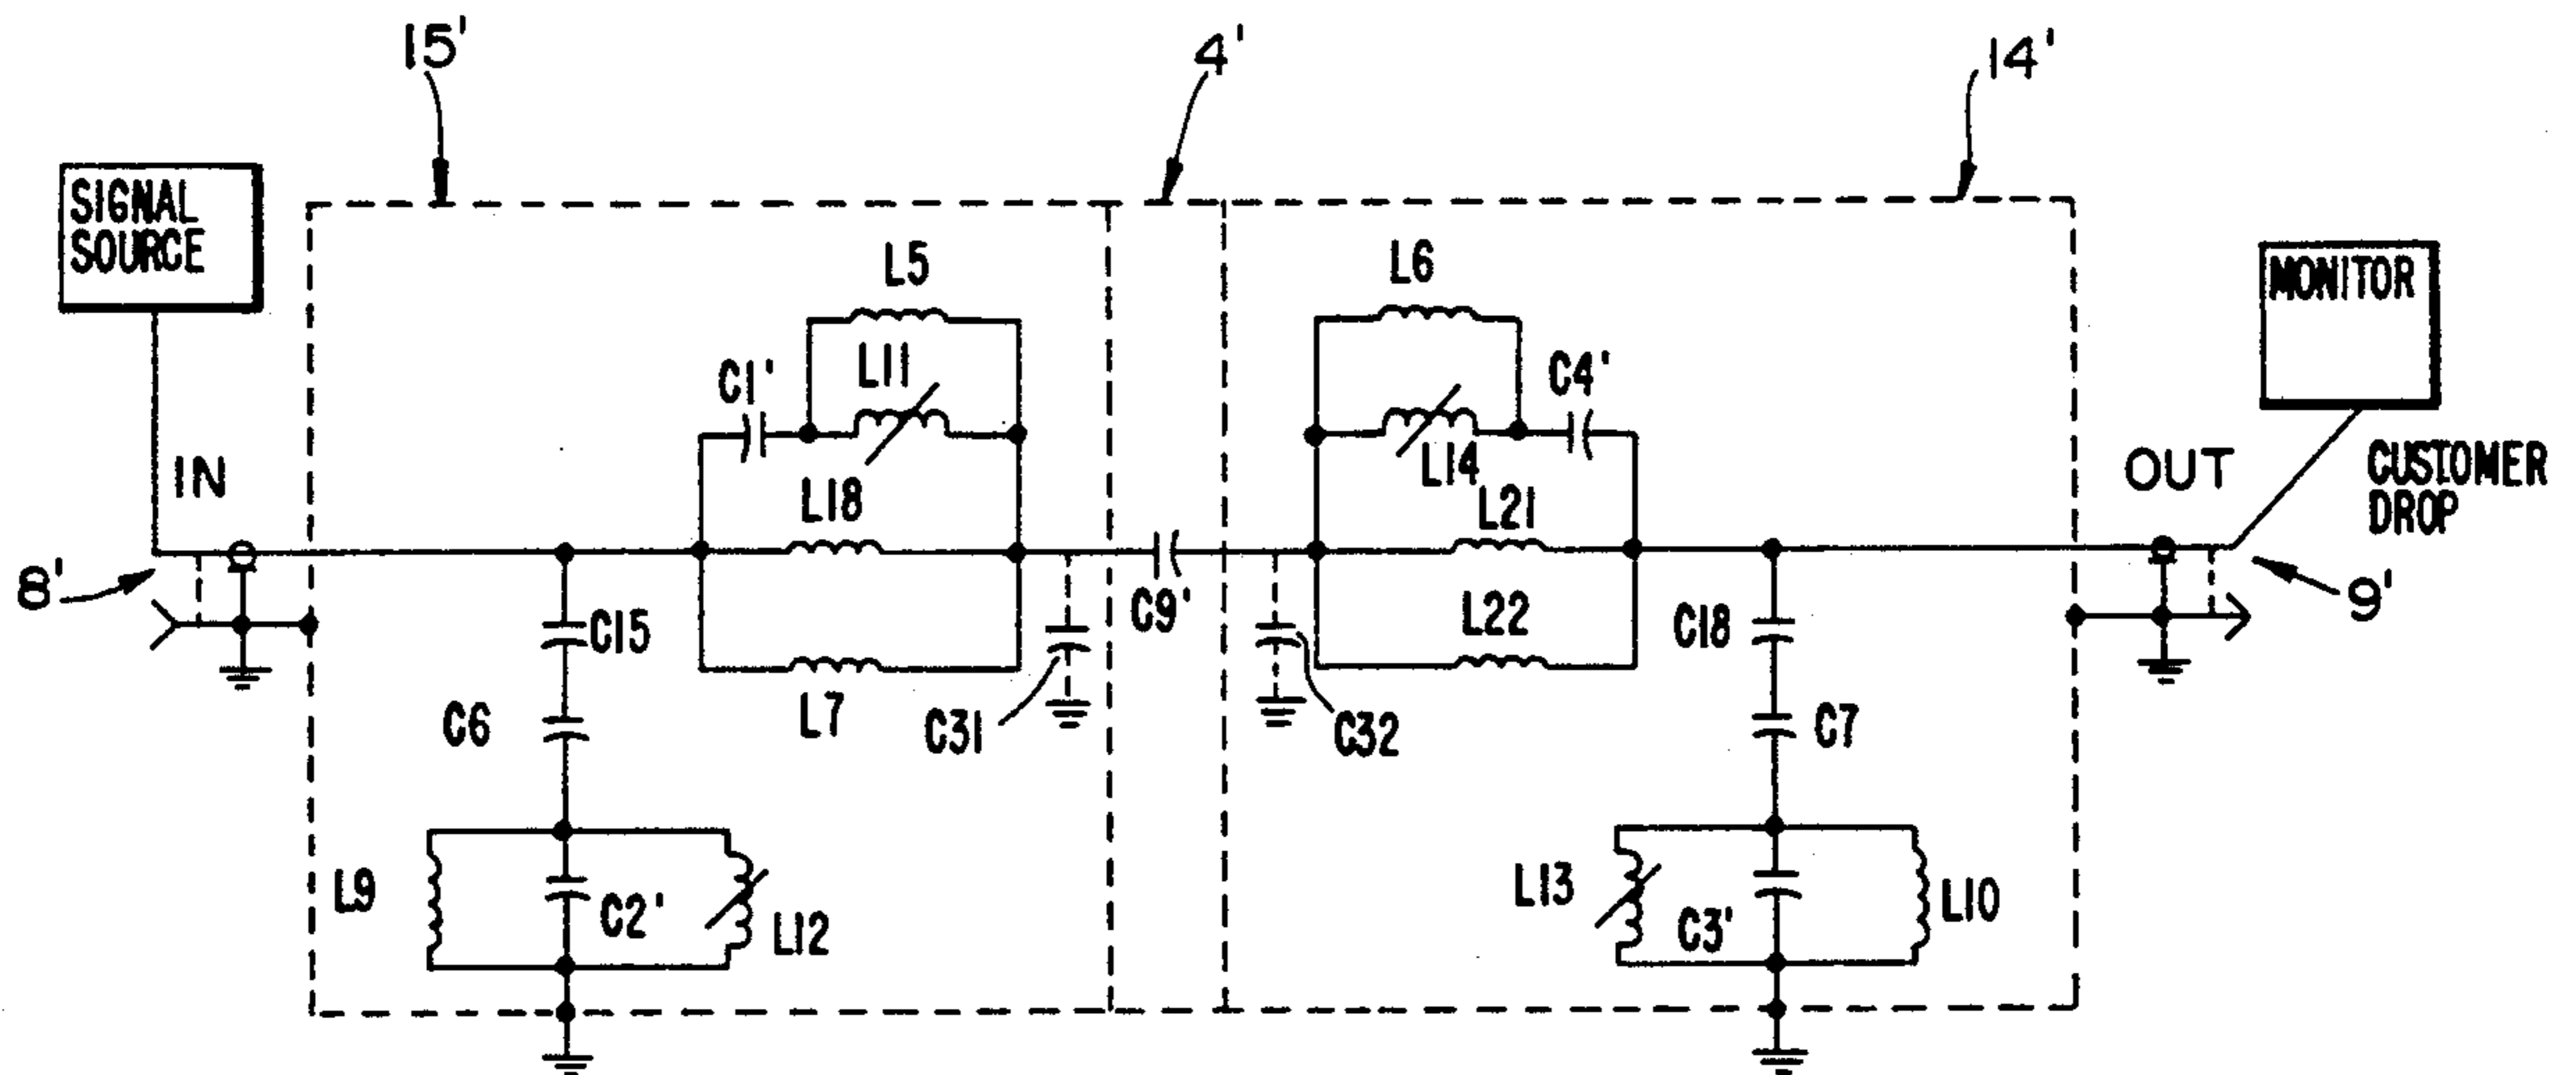 15'
4'
14'
SIGNAL
SOURCE
L5
L6
MONITOR
C1'
L11
C4'
L14
IN
L18
L21
OUT
CUSTOMER
DROP
8'
C15
C9'
L22
C18
9'
C6
L7
C31
C32
C7
L9
C2'
L12
L13
C3'
L10